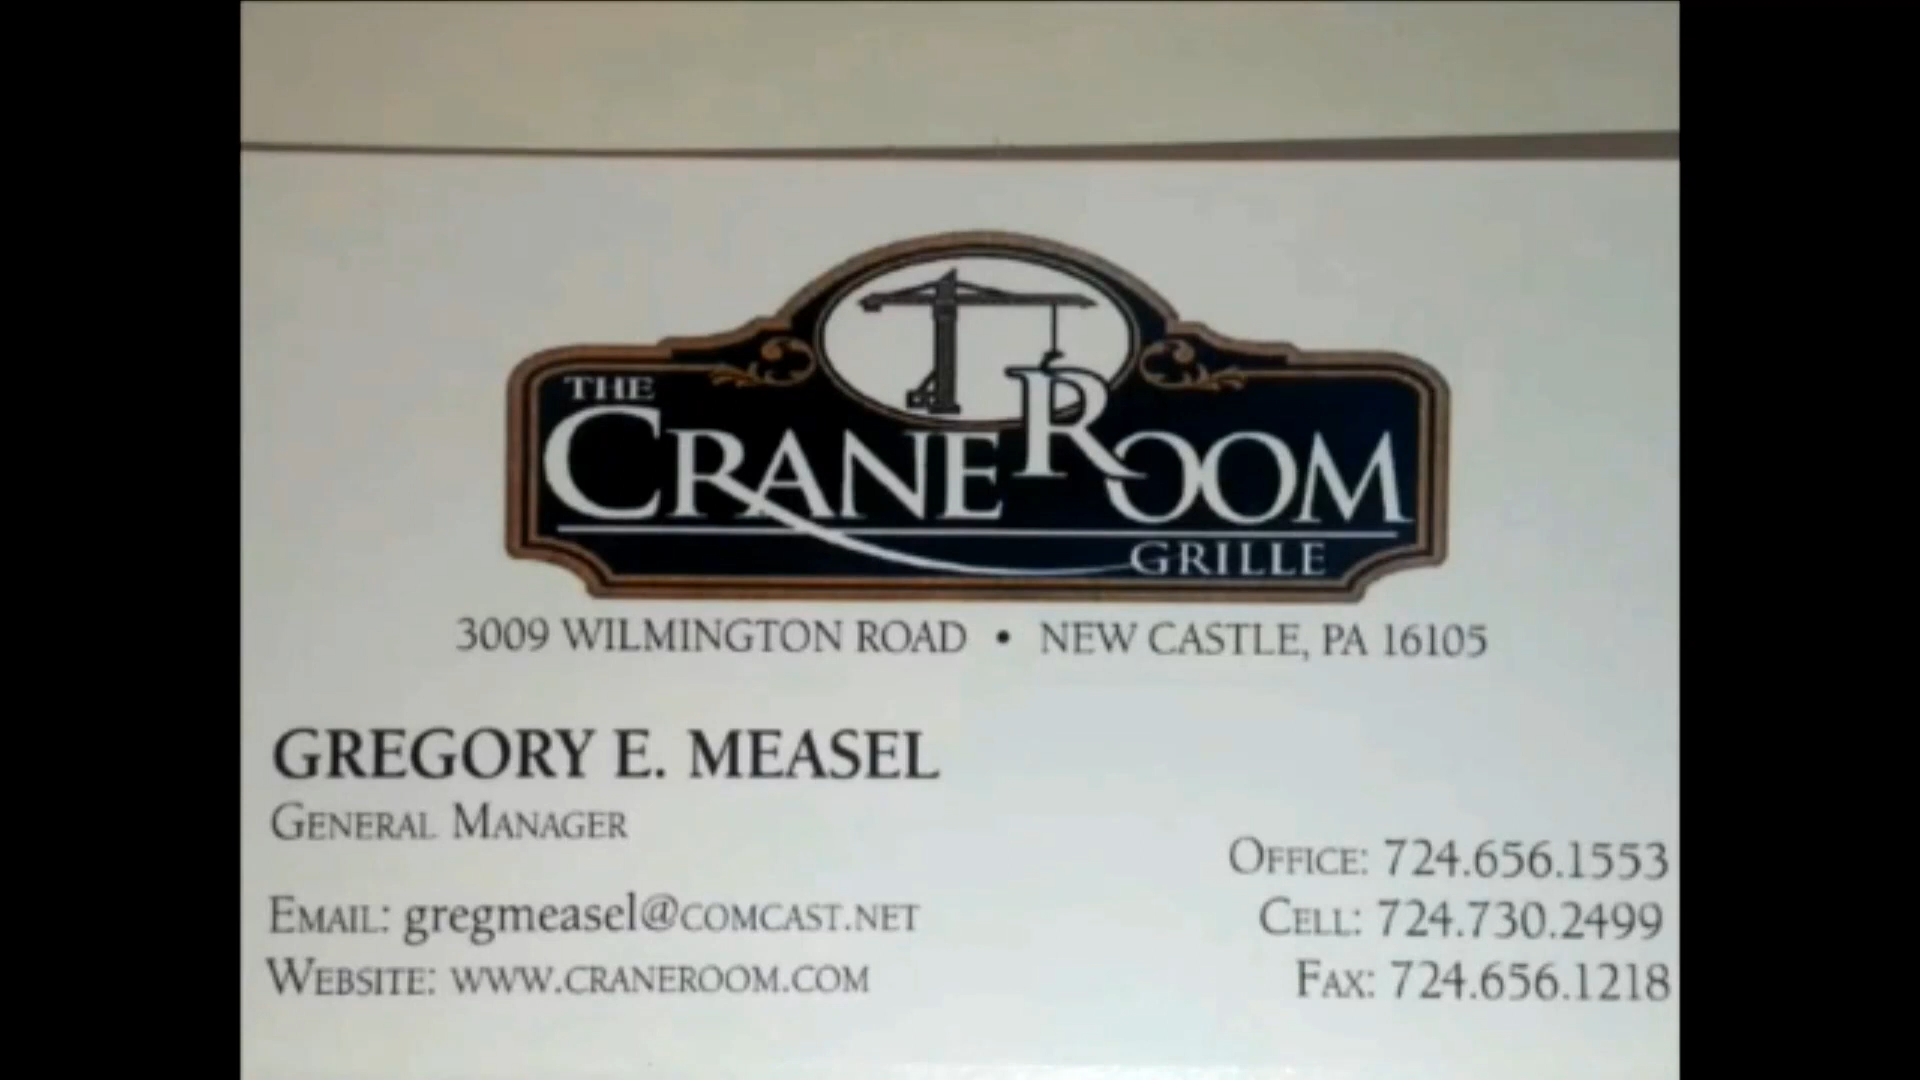 THE
CRANE ROOM
GRILLE
3009 WILMINGTON ROAD • NEW CASTLE, PA 16105
GREGORY E. MEASEL
GENERAL MANAGER
EMAIL: gregmeasel@COMCAST.NET
WEBSITE: WWW.CRANEROOM.COM
OFFICE: 724.656.1553
CELL: 724.730.2499
FAX: 724.656.1218